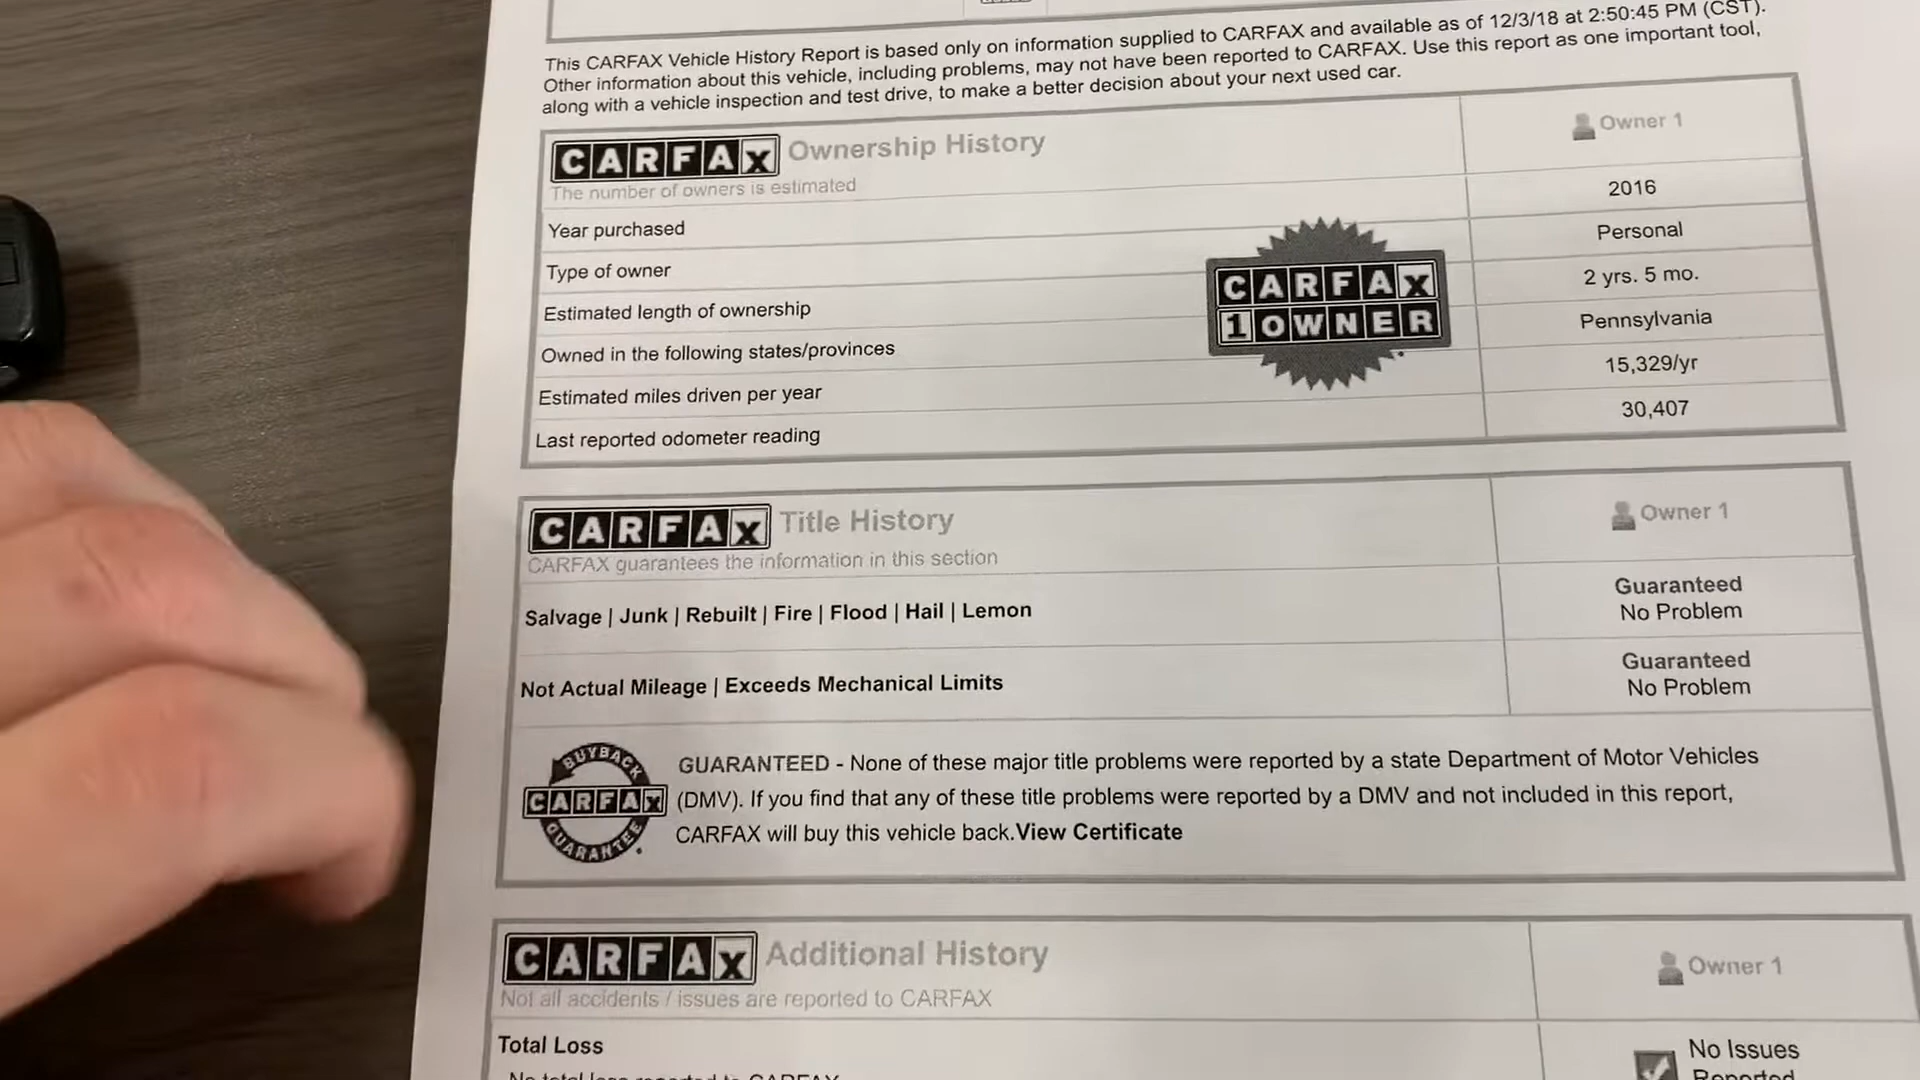 This CARFAX Vehicle History Report is based only on information supplied to CARFAX and available as of 12/3/18 at 2:50:45 PM (CST).
Other information about this vehicle, including problems, may not have been reported to CARFAX. Use this report as one important tool,
along with a vehicle inspection and test drive, to make a better decision about your next used car.
CARFAX Ownership History
The number of owners is estimated
Owner 1
Year purchased
2016
Type of owner
Personal
Estimated length of ownership
2 yrs. 5 mo.
Owned in the following states/provinces
Pennsylvania
Estimated miles driven per year
15,329/yr
Last reported odometer reading
30,407
CARFAX
1 OWNER
CARFAX Title History
CARFAX guarantees the information in this section
Owner 1
Salvage | Junk | Rebuilt | Fire | Flood | Hail | Lemon
Guaranteed
No Problem
Not Actual Mileage | Exceeds Mechanical Limits
Guaranteed
No Problem
BUYBACK
CARFAX
GUARANTEE
GUARANTEED - None of these major title problems were reported by a state Department of Motor Vehicles
(DMV). If you find that any of these title problems were reported by a DMV and not included in this report,
CARFAX will buy this vehicle back.View Certificate
CARFAX Additional History
Not all accidents / issues are reported to CARFAX
Owner 1
Total Loss
No total loss reported to CARFAX
No Issues
Reported